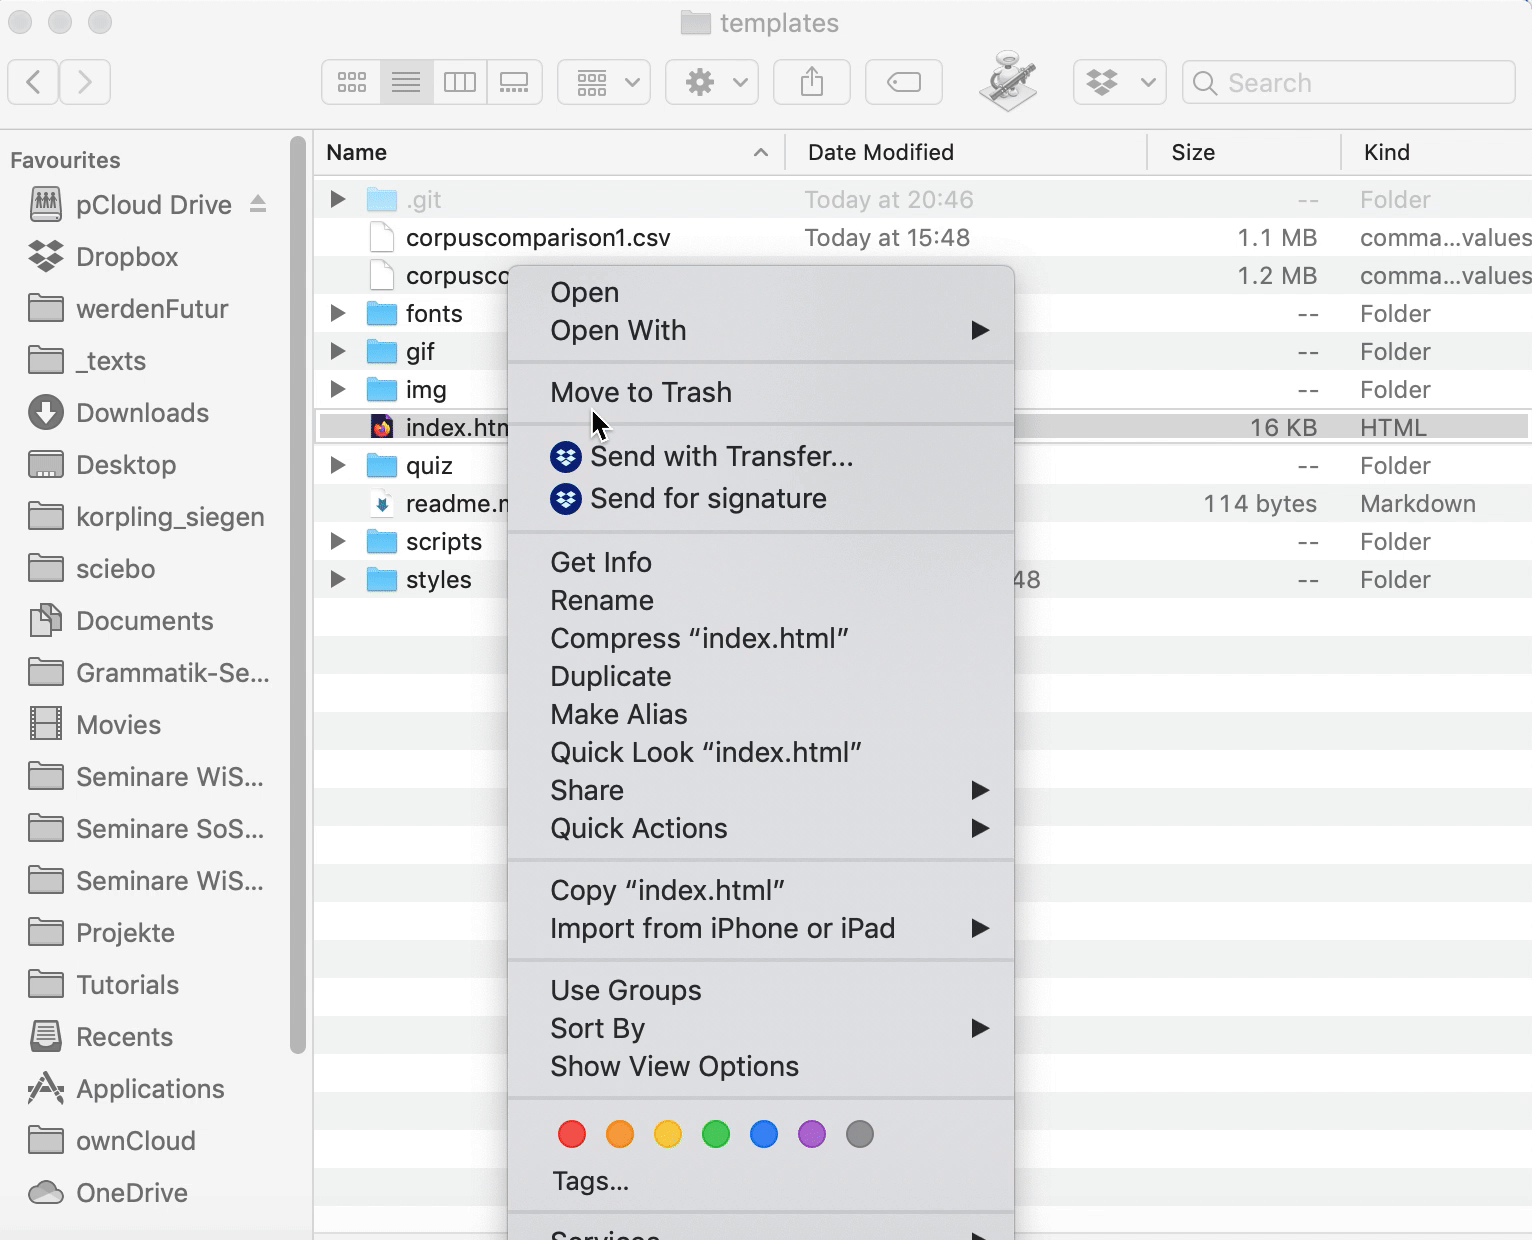 templates
Search
Favourites
pCloud Drive
Dropbox
werdenFutur
_texts
Downloads
Desktop
korpling_siegen
sciebo
Documents
Grammatik-Se...
Movies
Seminare WiS...
Seminare SoS...
Seminare WiS...
Projekte
Tutorials
Recents
Applications
ownCloud
OneDrive
Name Date Modified Size Kind
.git Today at 20:46 -- Folder
corpuscomparison1.csv Today at 15:48 1.1 MB comma...values
corpusco 1.2 MB comma...values
fonts -- Folder
gif -- Folder
img -- Folder
index.htm 16 KB HTML
quiz -- Folder
readme.m 114 bytes Markdown
scripts -- Folder
styles 48 -- Folder
Open
Open With
Move to Trash
Send with Transfer...
Send for signature
Get Info
Rename
Compress “index.html”
Duplicate
Make Alias
Quick Look “index.html”
Share
Quick Actions
Copy “index.html”
Import from iPhone or iPad
Use Groups
Sort By
Show View Options
Tags...
Services